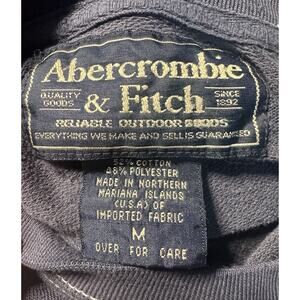 Abercrombie
QUALITY GOODS & Fitch SINCE 1892
RELIABLE OUTDOOR GOODS
EVERYTHING WE MAKE AND SELL IS GUARANTEED
52% COTTON
48% POLYESTER
MADE IN NORTHERN
MARIANA ISLANDS
(U.S.A) OF
IMPORTED FABRIC
M
OVER FOR CARE